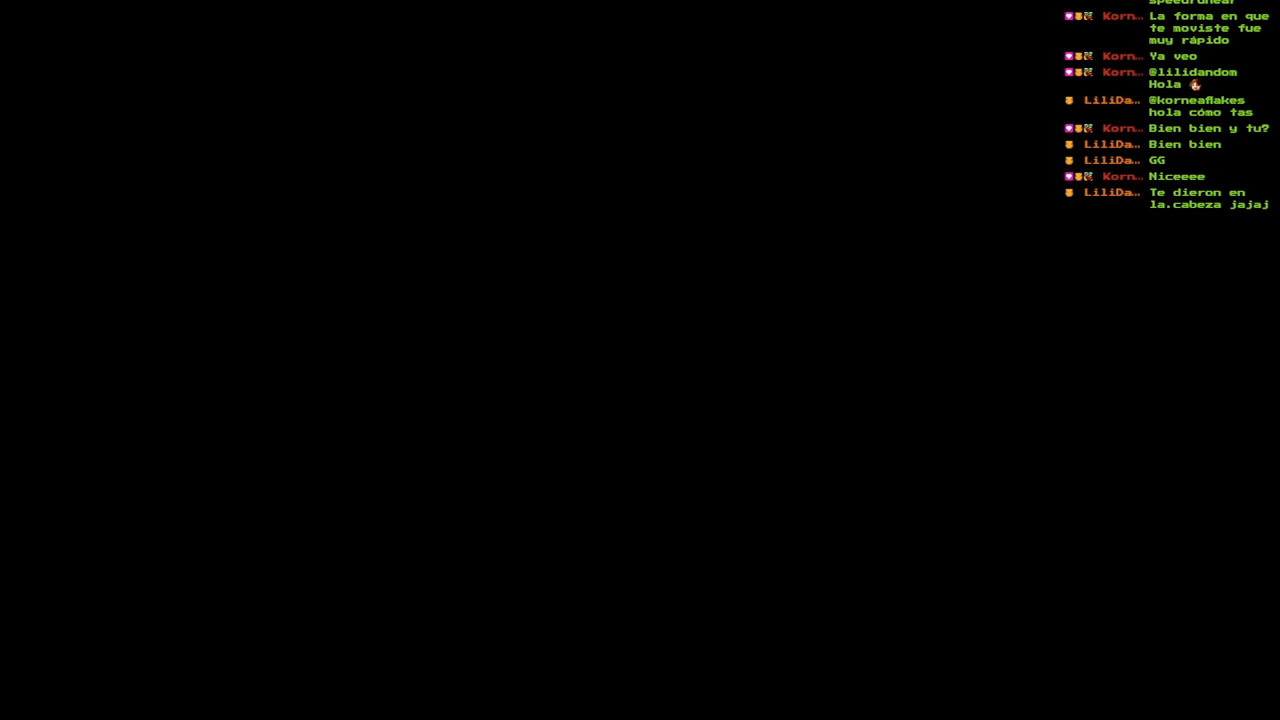 Korn… La forma en que
te moviste fue
muy rápido
Korn… Ya veo
Korn… @lilidandom
Hola
LiliDa… @korneaflakes
hola cómo tas
Korn… Bien bien y tu?
LiliDa… Bien bien
LiliDa… GG
Korn… Niceeee
LiliDa… Te dieron en
la.cabeza jajaj